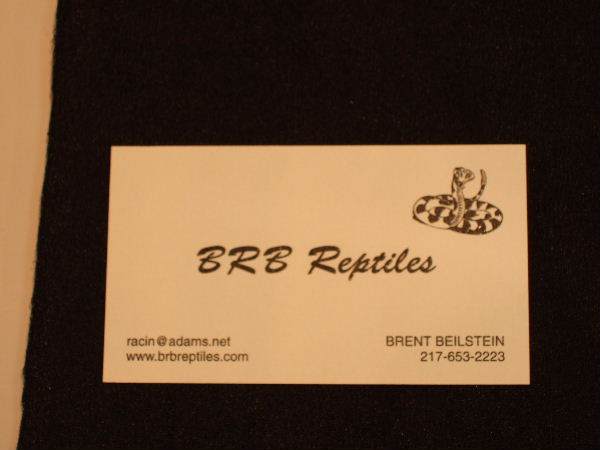 BRB Reptiles
racin@adams.net
www.brbreptiles.com
BRENT BEILSTEIN
217-653-2223